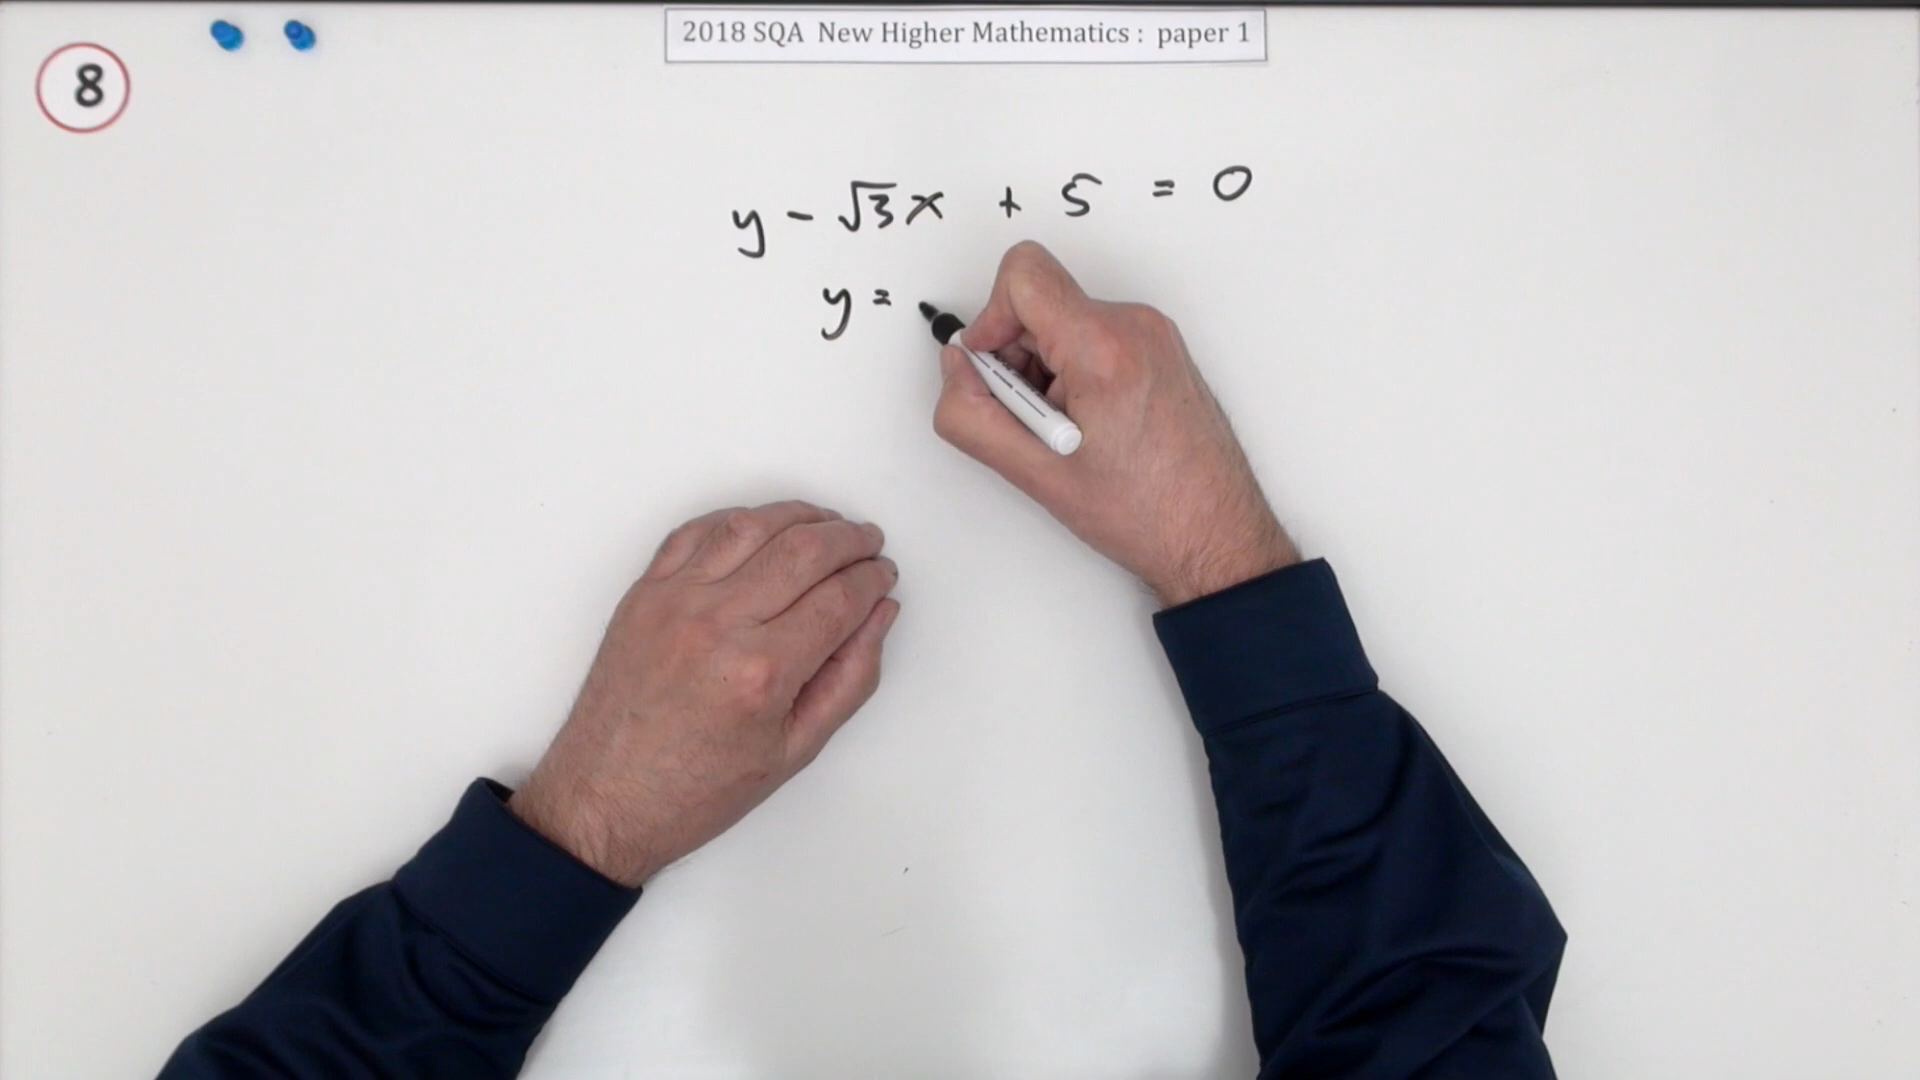 2018 SQA New Higher Mathematics : paper 1
8
y - √3x + 5 = 0
y =